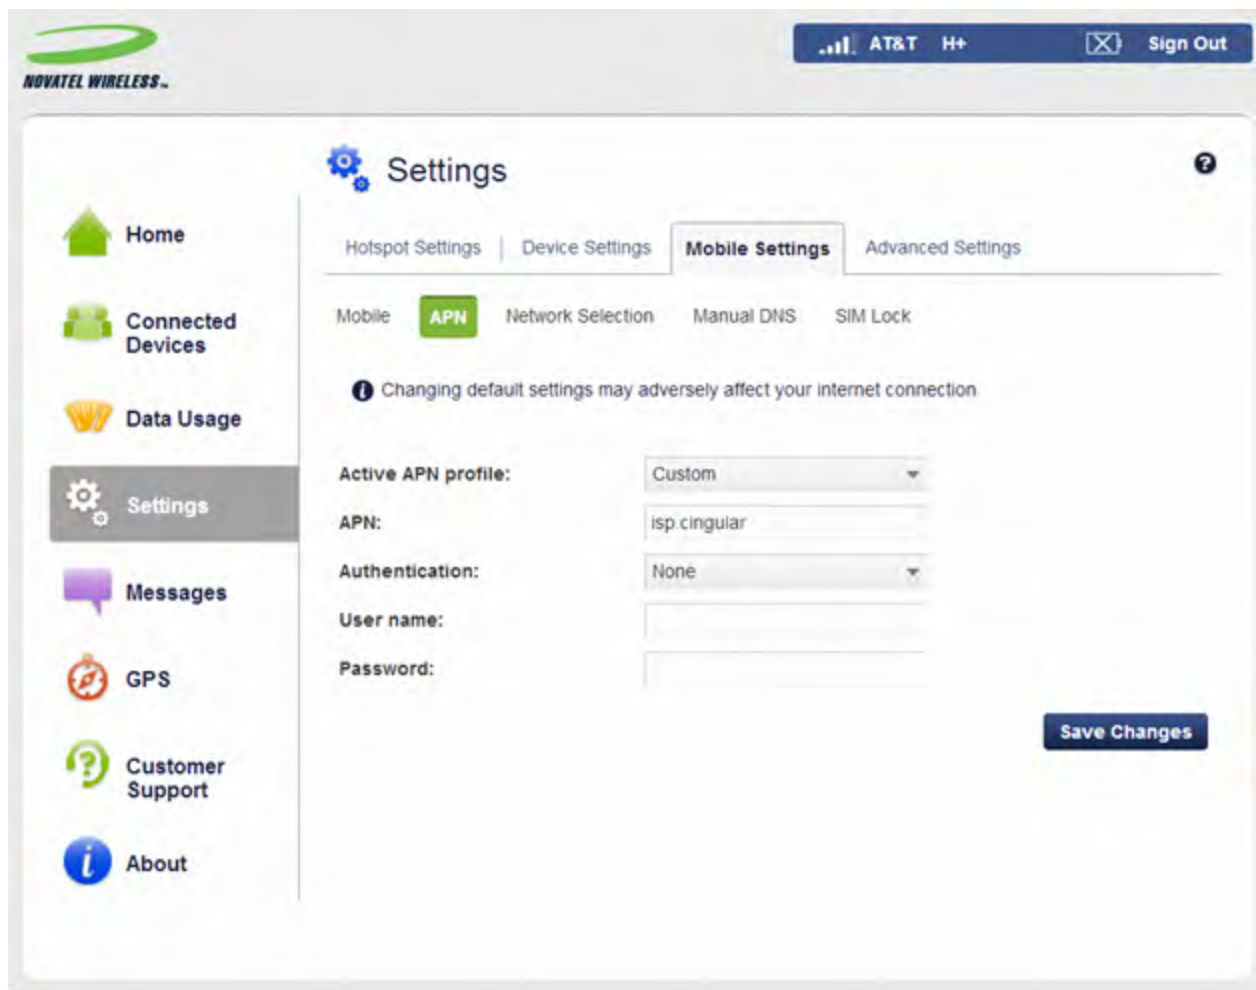 NOVATEL WIRELESS
AT&T H+ Sign Out
Settings
Home
Connected
Devices
Data Usage
Settings
Messages
GPS
Customer
Support
About
Hotspot Settings
Device Settings
Mobile Settings
Advanced Settings
Mobile
APN
Network Selection
Manual DNS
SIM Lock
Changing default settings may adversely affect your internet connection
Active APN profile: Custom
APN: isp.cingular
Authentication: None
User name:
Password:
Save Changes